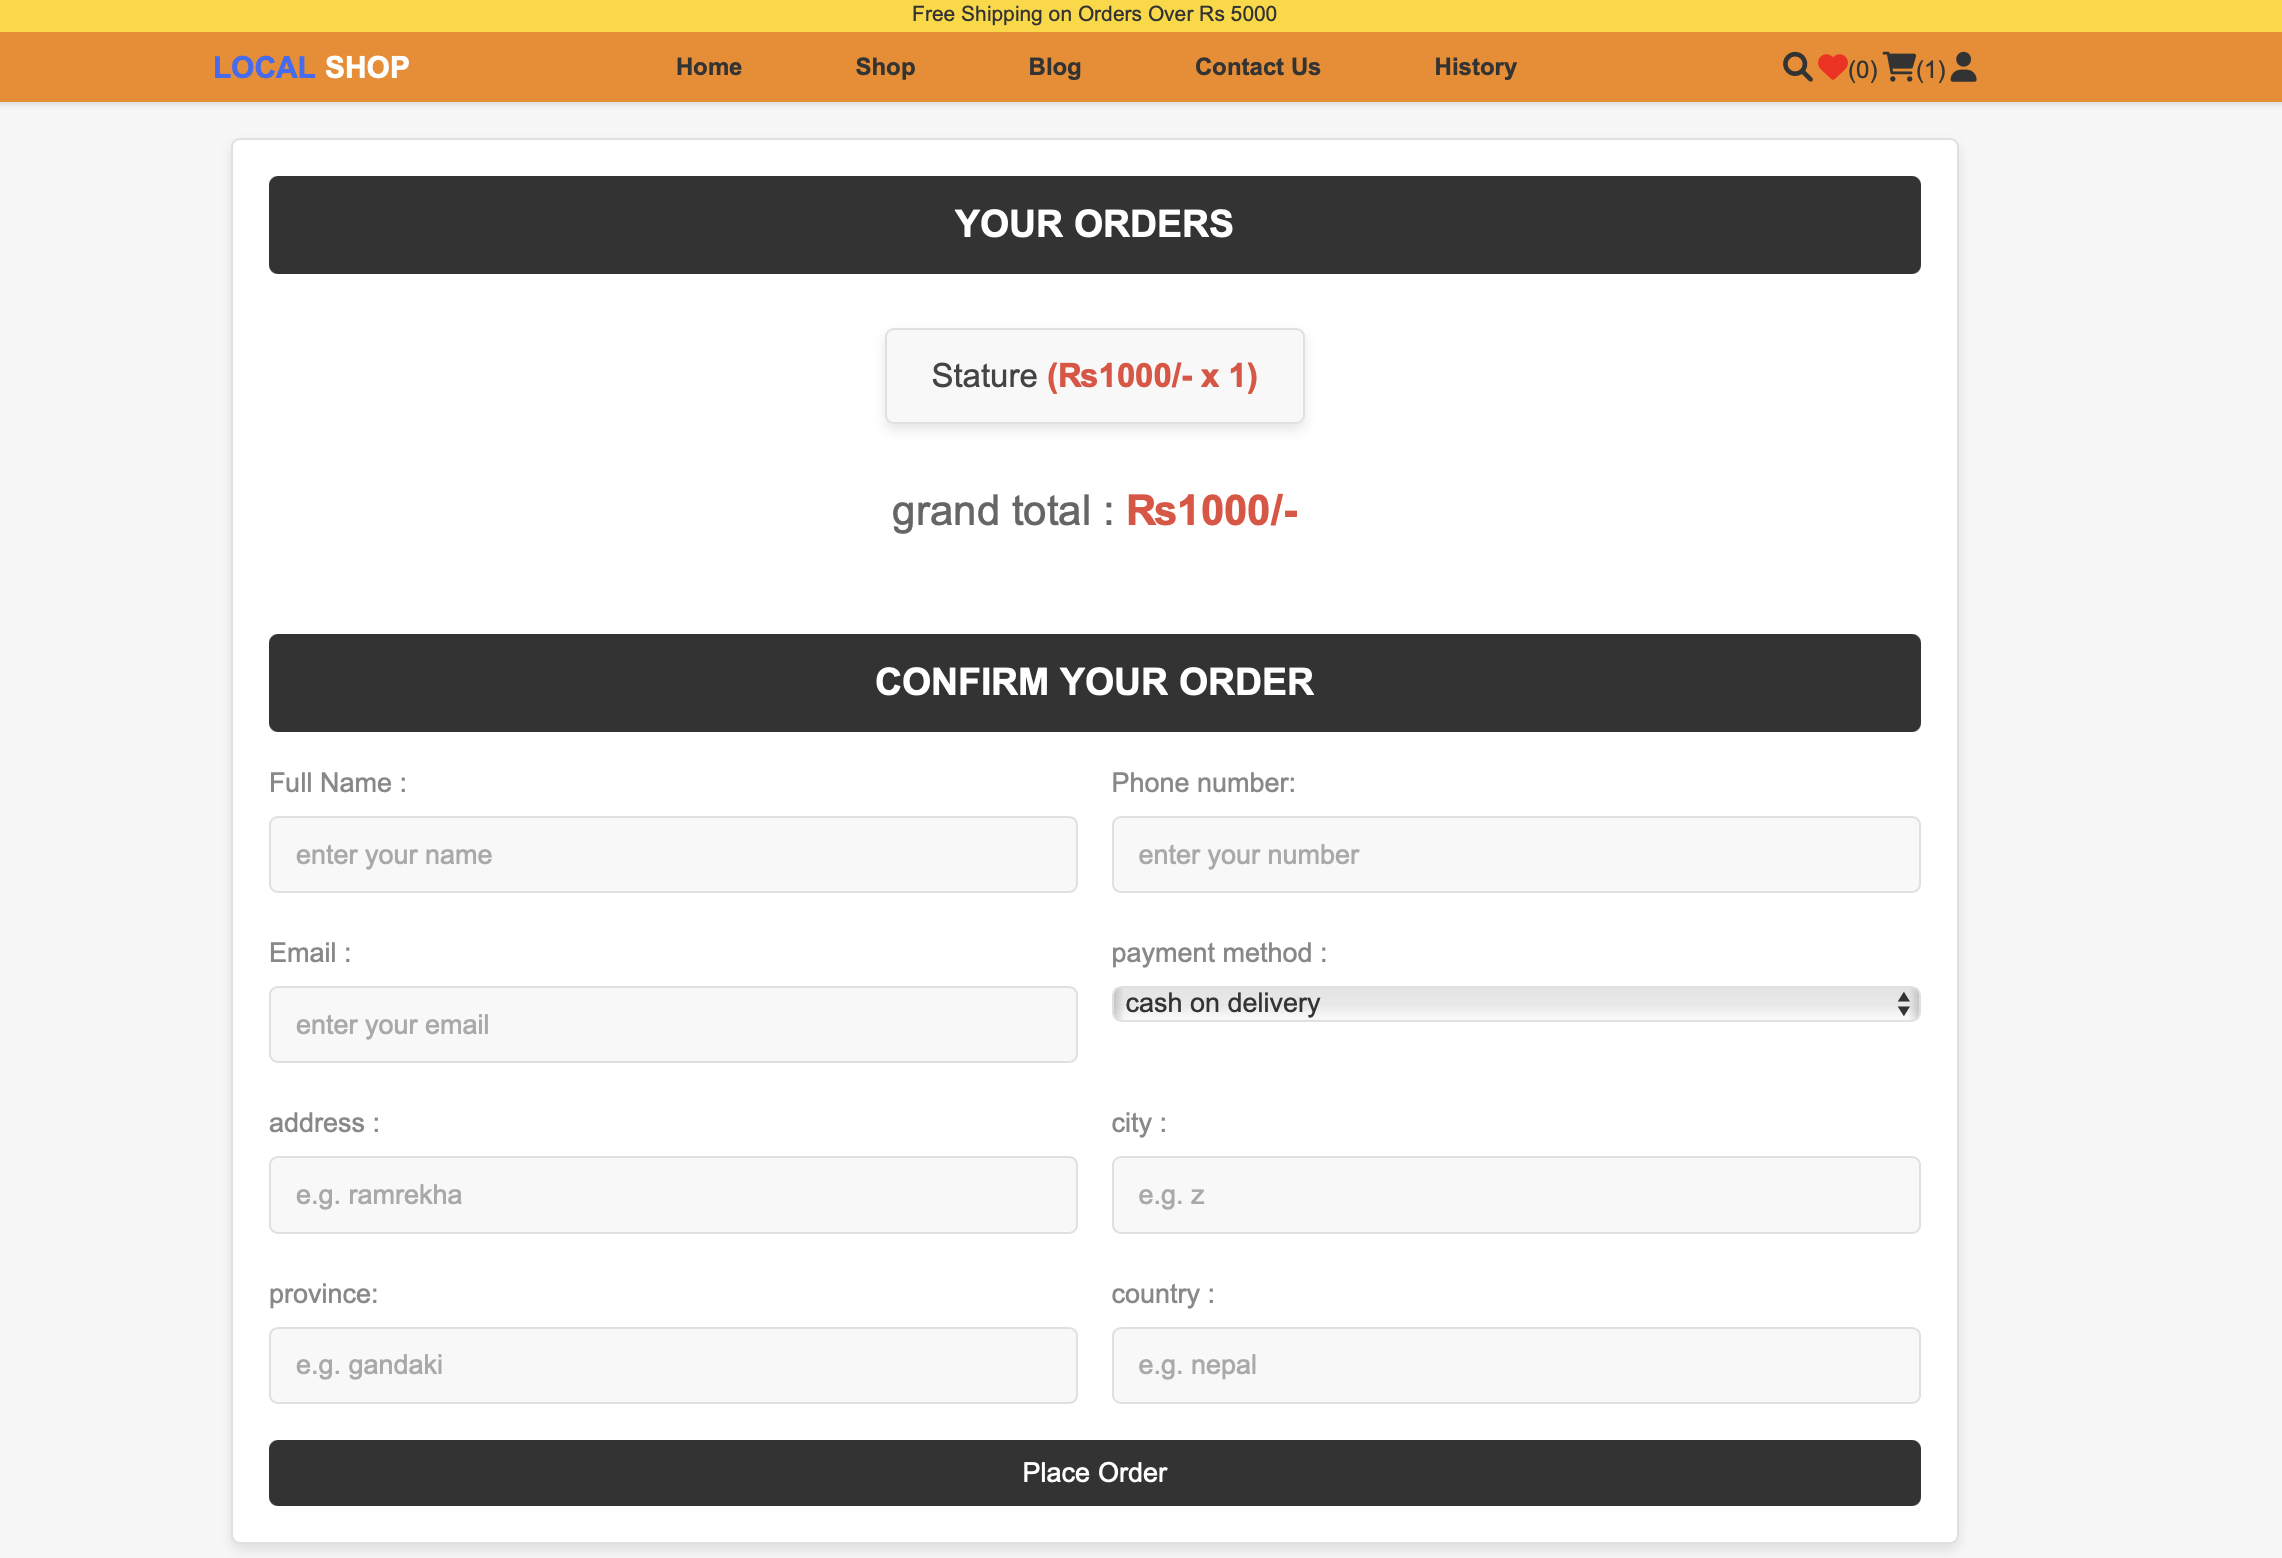 Free Shipping on Orders Over Rs 5000
LOCAL SHOP Home Shop Blog Contact Us History (0) (1)
YOUR ORDERS
Stature (Rs1000/- x 1)
grand total : Rs1000/-
CONFIRM YOUR ORDER
Full Name : Phone number:
enter your name enter your number
Email : payment method :
enter your email cash on delivery
address : city :
e.g. ramrekha e.g. z
province: country :
e.g. gandaki e.g. nepal
Place Order